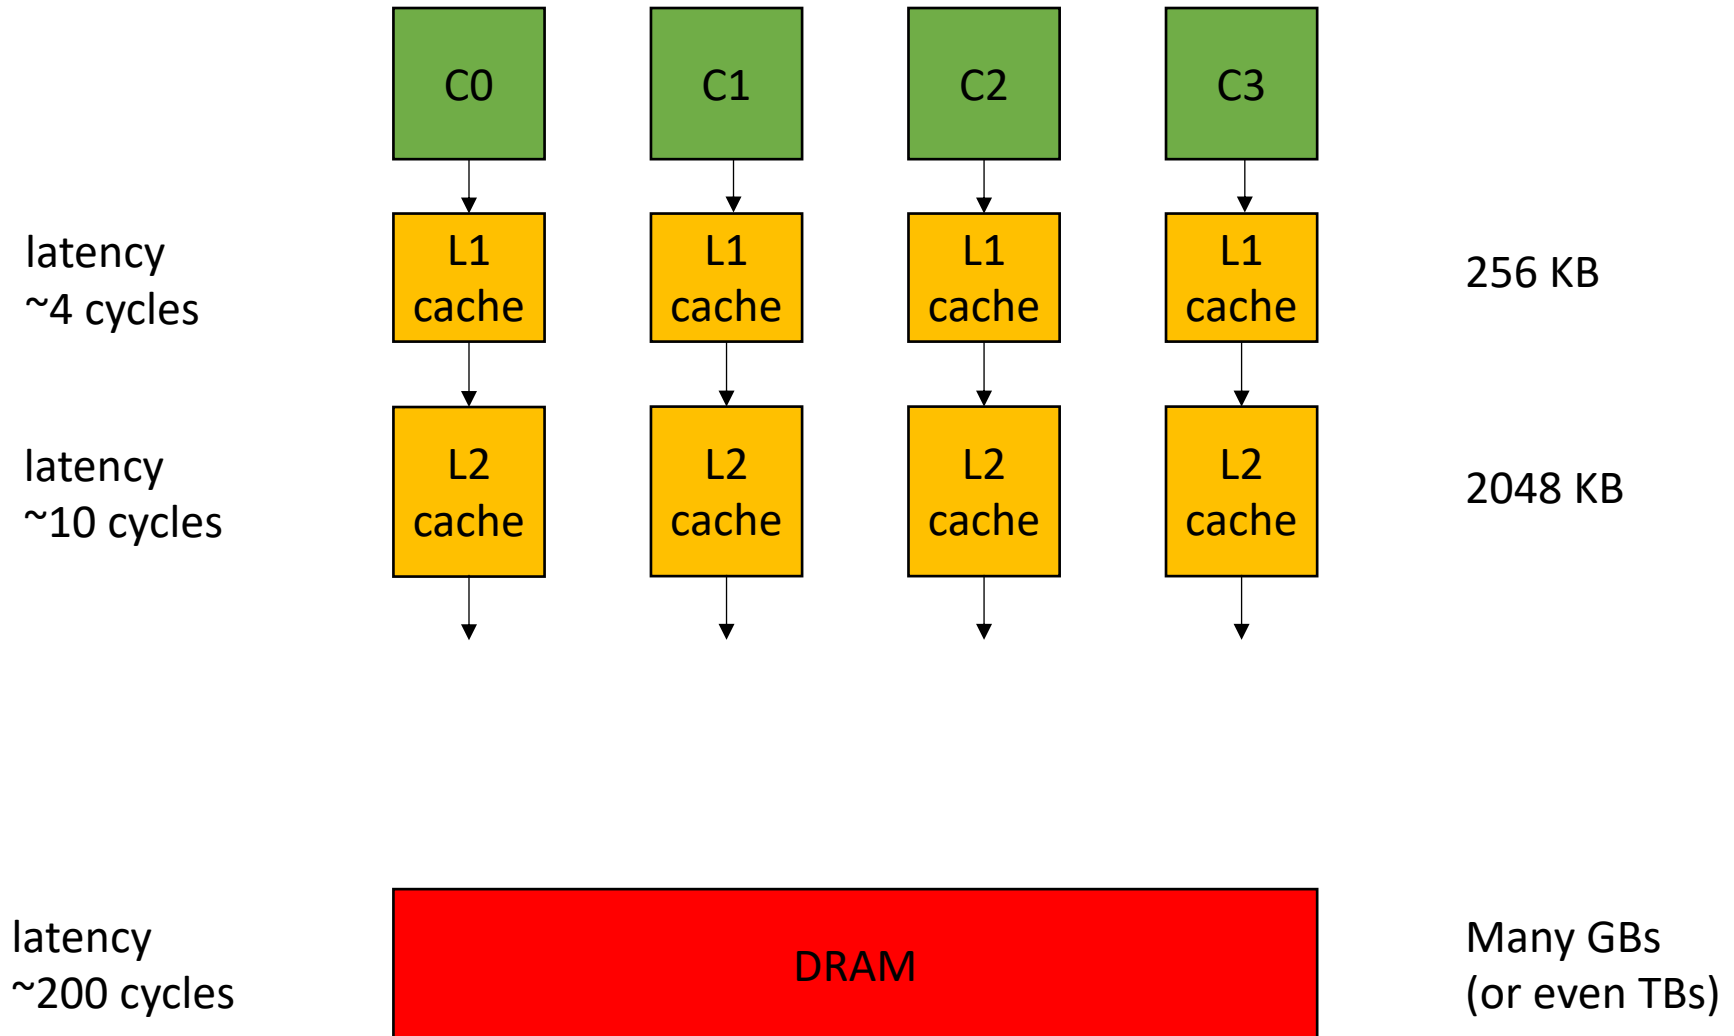 C0
C1
C2
C3
latency
~4 cycles
L1
cache
L1
cache
L1
cache
L1
cache
256 KB
latency
~10 cycles
L2
cache
L2
cache
L2
cache
L2
cache
2048 KB
latency
~200 cycles
DRAM
Many GBs
(or even TBs)